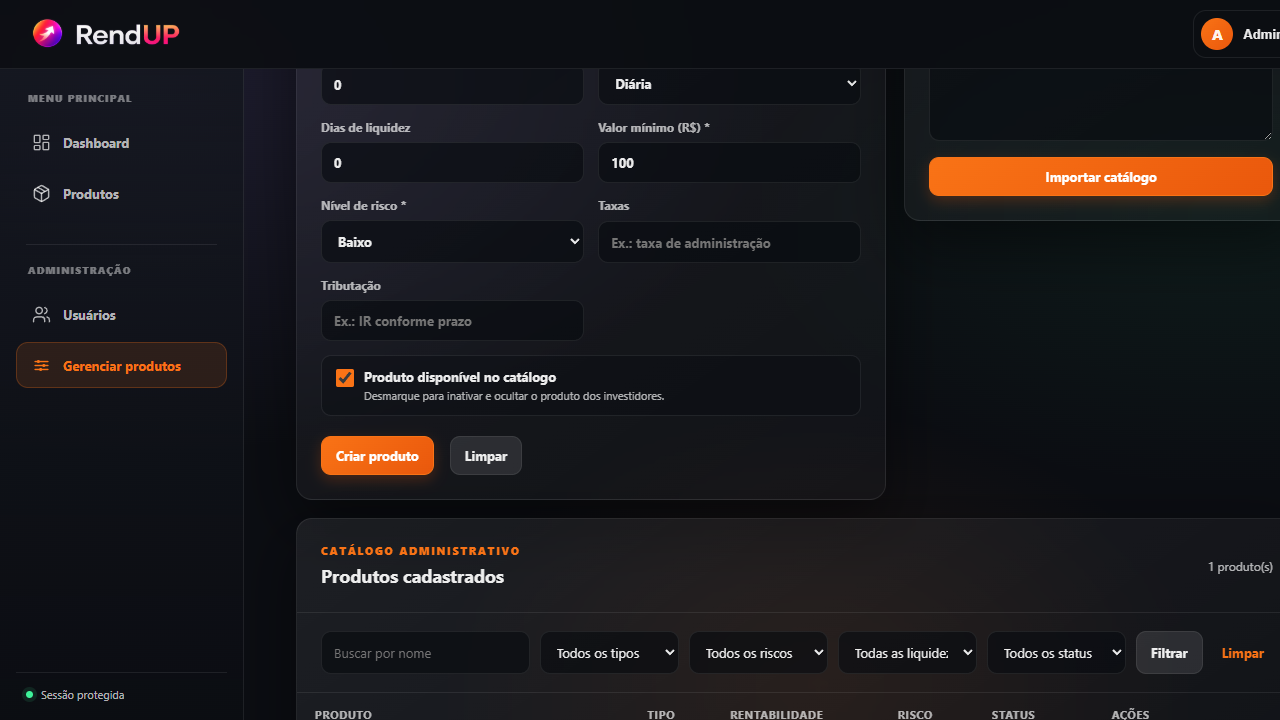 RendUP
A
Admin
MENU PRINCIPAL
Dashboard
Produtos
ADMINISTRAÇÃO
Usuários
Gerenciar produtos
Sessão protegida
0
Diária
Dias de liquidez
Valor mínimo (R$) *
0
100
Nível de risco *
Taxas
Baixo
Ex.: taxa de administração
Tributação
Ex.: IR conforme prazo
Produto disponível no catálogo
Desmarque para inativar e ocultar o produto dos investidores.
Criar produto
Limpar
Importar catálogo
CATÁLOGO ADMINISTRATIVO
Produtos cadastrados
1 produto(s)
Buscar por nome
Todos os tipos
Todos os riscos
Todas as liquide
Todos os status
Filtrar
Limpar
PRODUTO
TIPO
RENTABILIDADE
RISCO
STATUS
AÇÕES